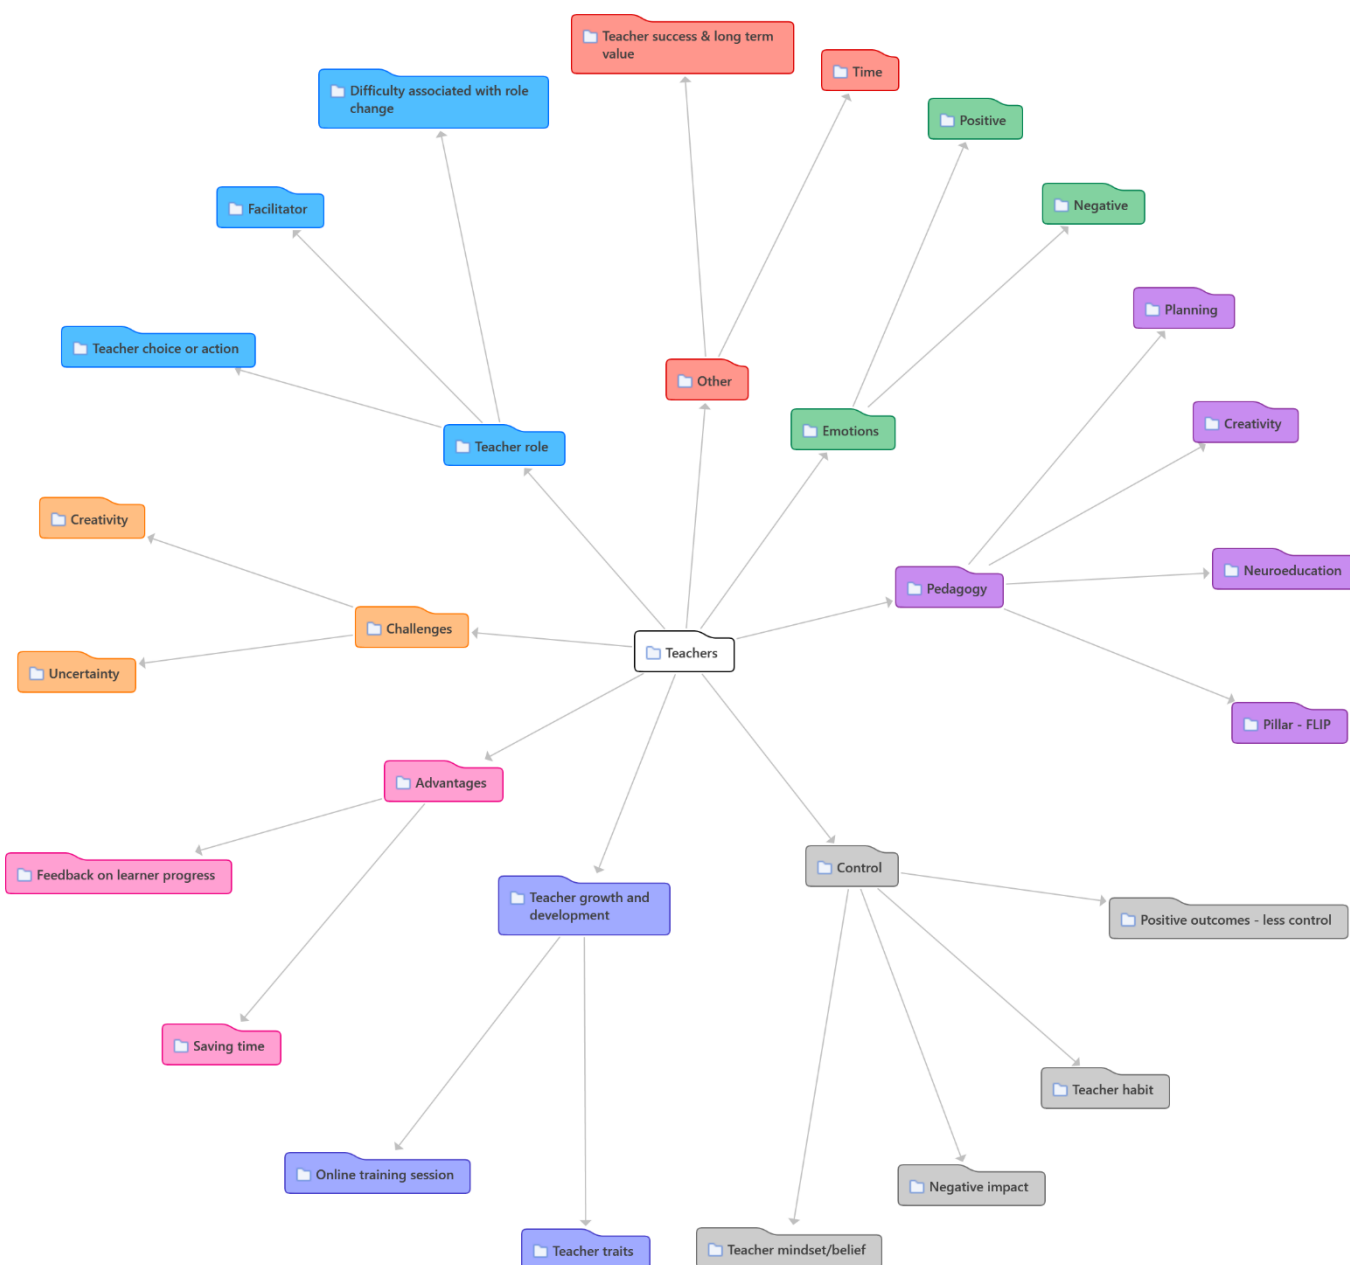 Teacher success & long term
value
Time
Difficulty associated with role
change
Positive
Facilitator
Negative
Planning
Teacher choice or action
Other
Creativity
Emotions
Teacher role
Creativity
Neuroeducation
Pedagogy
Challenges
Teachers
Uncertainty
Pillar - FLIP
Advantages
Control
Feedback on learner progress
Teacher growth and
development
Positive outcomes - less control
Saving time
Teacher habit
Online training session
Negative impact
Teacher traits
Teacher mindset/belief